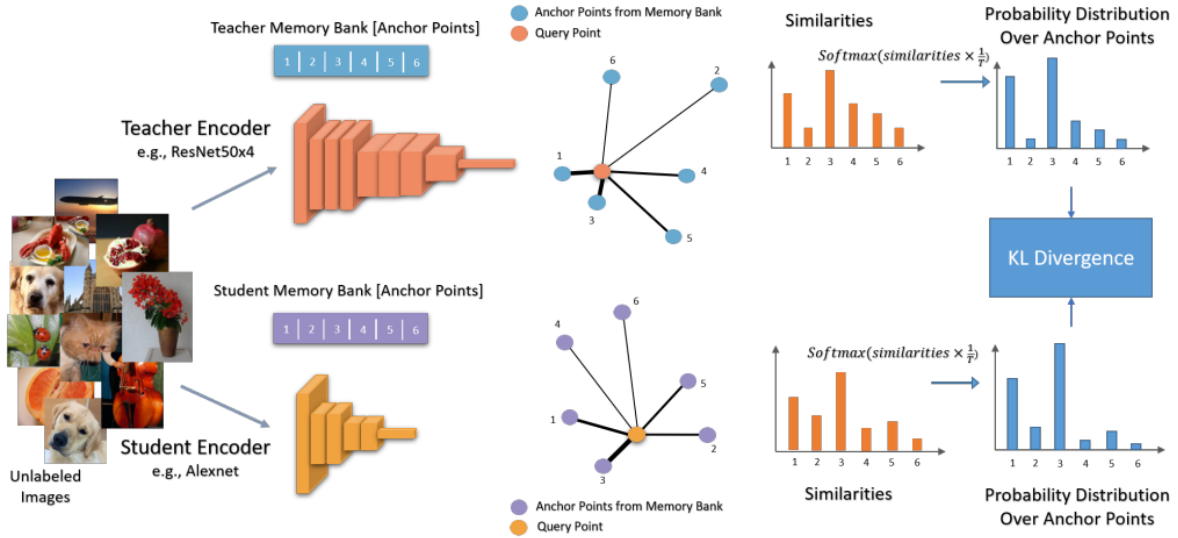 Teacher Memory Bank [Anchor Points]
1 2 3 4 5 6
Teacher Encoder
e.g., ResNet50x4
Anchor Points from Memory Bank
Query Point
6
2
1
4
3
5
Similarities
Softmax(similarities × 1/T)
1 2 3 4 5 6
Probability Distribution
Over Anchor Points
1 2 3 4 5 6
KL Divergence
Unlabeled
Images
Student Memory Bank [Anchor Points]
1 2 3 4 5 6
Student Encoder
e.g., Alexnet
6
4
5
1
2
3
Anchor Points from Memory Bank
Query Point
Softmax(similarities × 1/T)
1 2 3 4 5 6
Similarities
1 2 3 4 5 6
Probability Distribution
Over Anchor Points